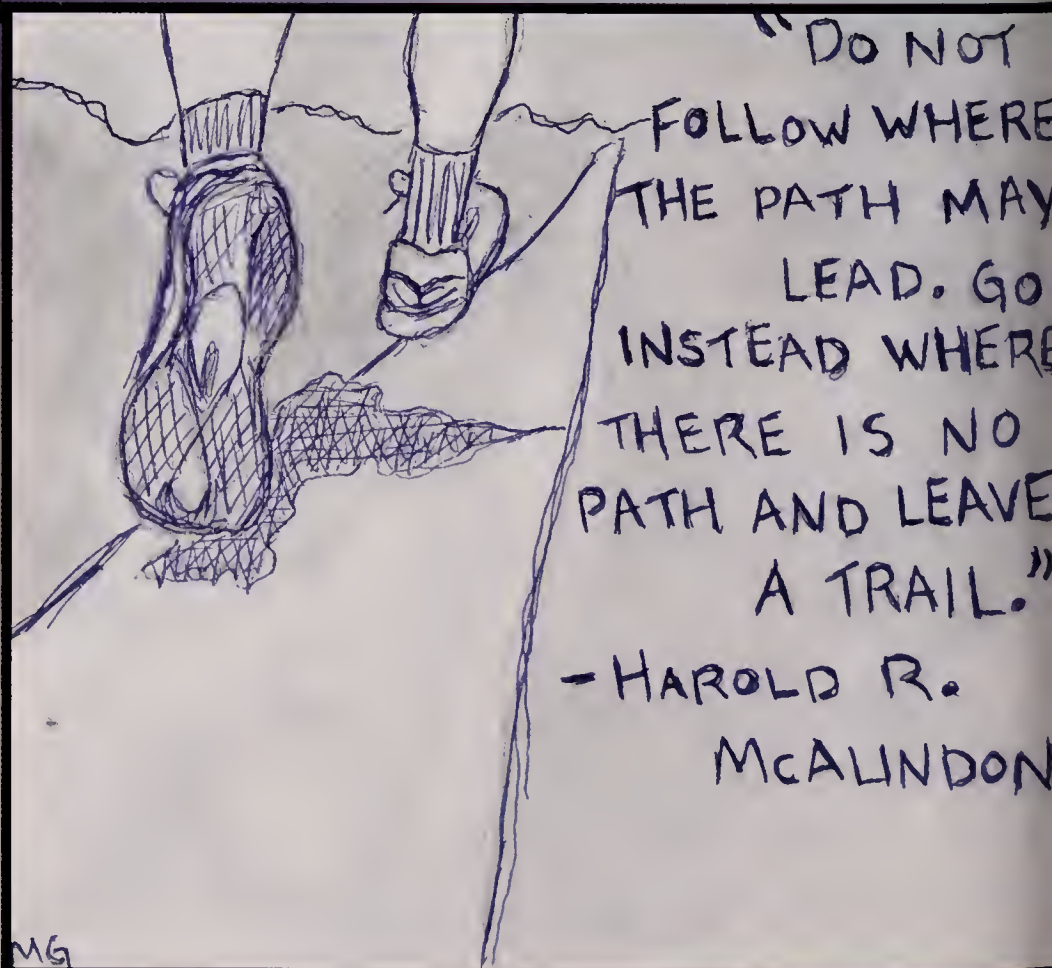 "DO NOT
FOLLOW WHERE
THE PATH MAY
LEAD. GO
INSTEAD WHERE
THERE IS NO
PATH AND LEAVE
A TRAIL."
-HAROLD R.
McALINDON
MG